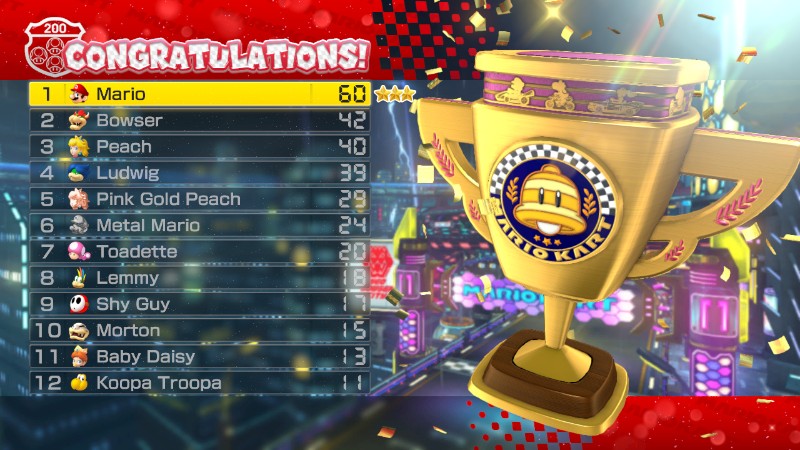 200
CONGRATULATIONS!
1 Mario 60
2 Bowser 42
3 Peach 40
4 Ludwig 39
5 Pink Gold Peach 29
6 Metal Mario 24
7 Toadette 20
8 Lemmy 18
9 Shy Guy 17
10 Morton 15
11 Baby Daisy 13
12 Koopa Troopa 11
MARIO KART
MARIO KART